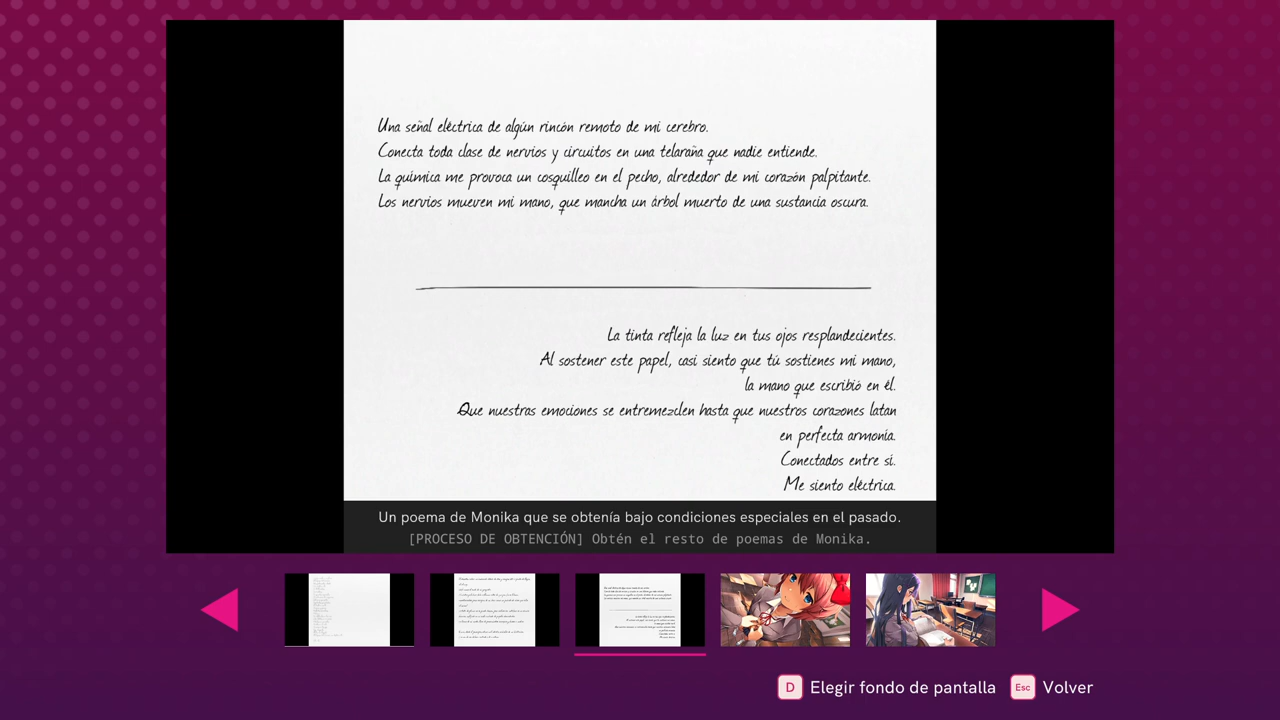 Una señal eléctrica de algún rincón remoto de mi cerebro.
Conecta toda clase de nervios y circuitos en una telaraña que nadie entiende.
La química me provoca un cosquilleo en el pecho, alrededor de mi corazón palpitante.
Los nervios mueven mi mano, que mancha un árbol muerto de una sustancia oscura.
La tinta refleja la luz en tus ojos resplandecientes.
Al sostener este papel, casi siento que tú sostienes mi mano,
la mano que escribió en él.
Que nuestras emociones se entremezclen hasta que nuestros corazones latan
en perfecta armonía.
Conectados entre sí.
Me siento eléctrica.
Un poema de Monika que se obtenía bajo condiciones especiales en el pasado.
[PROCESO DE OBTENCIÓN] Obtén el resto de poemas de Monika.
D Elegir fondo de pantalla Esc Volver